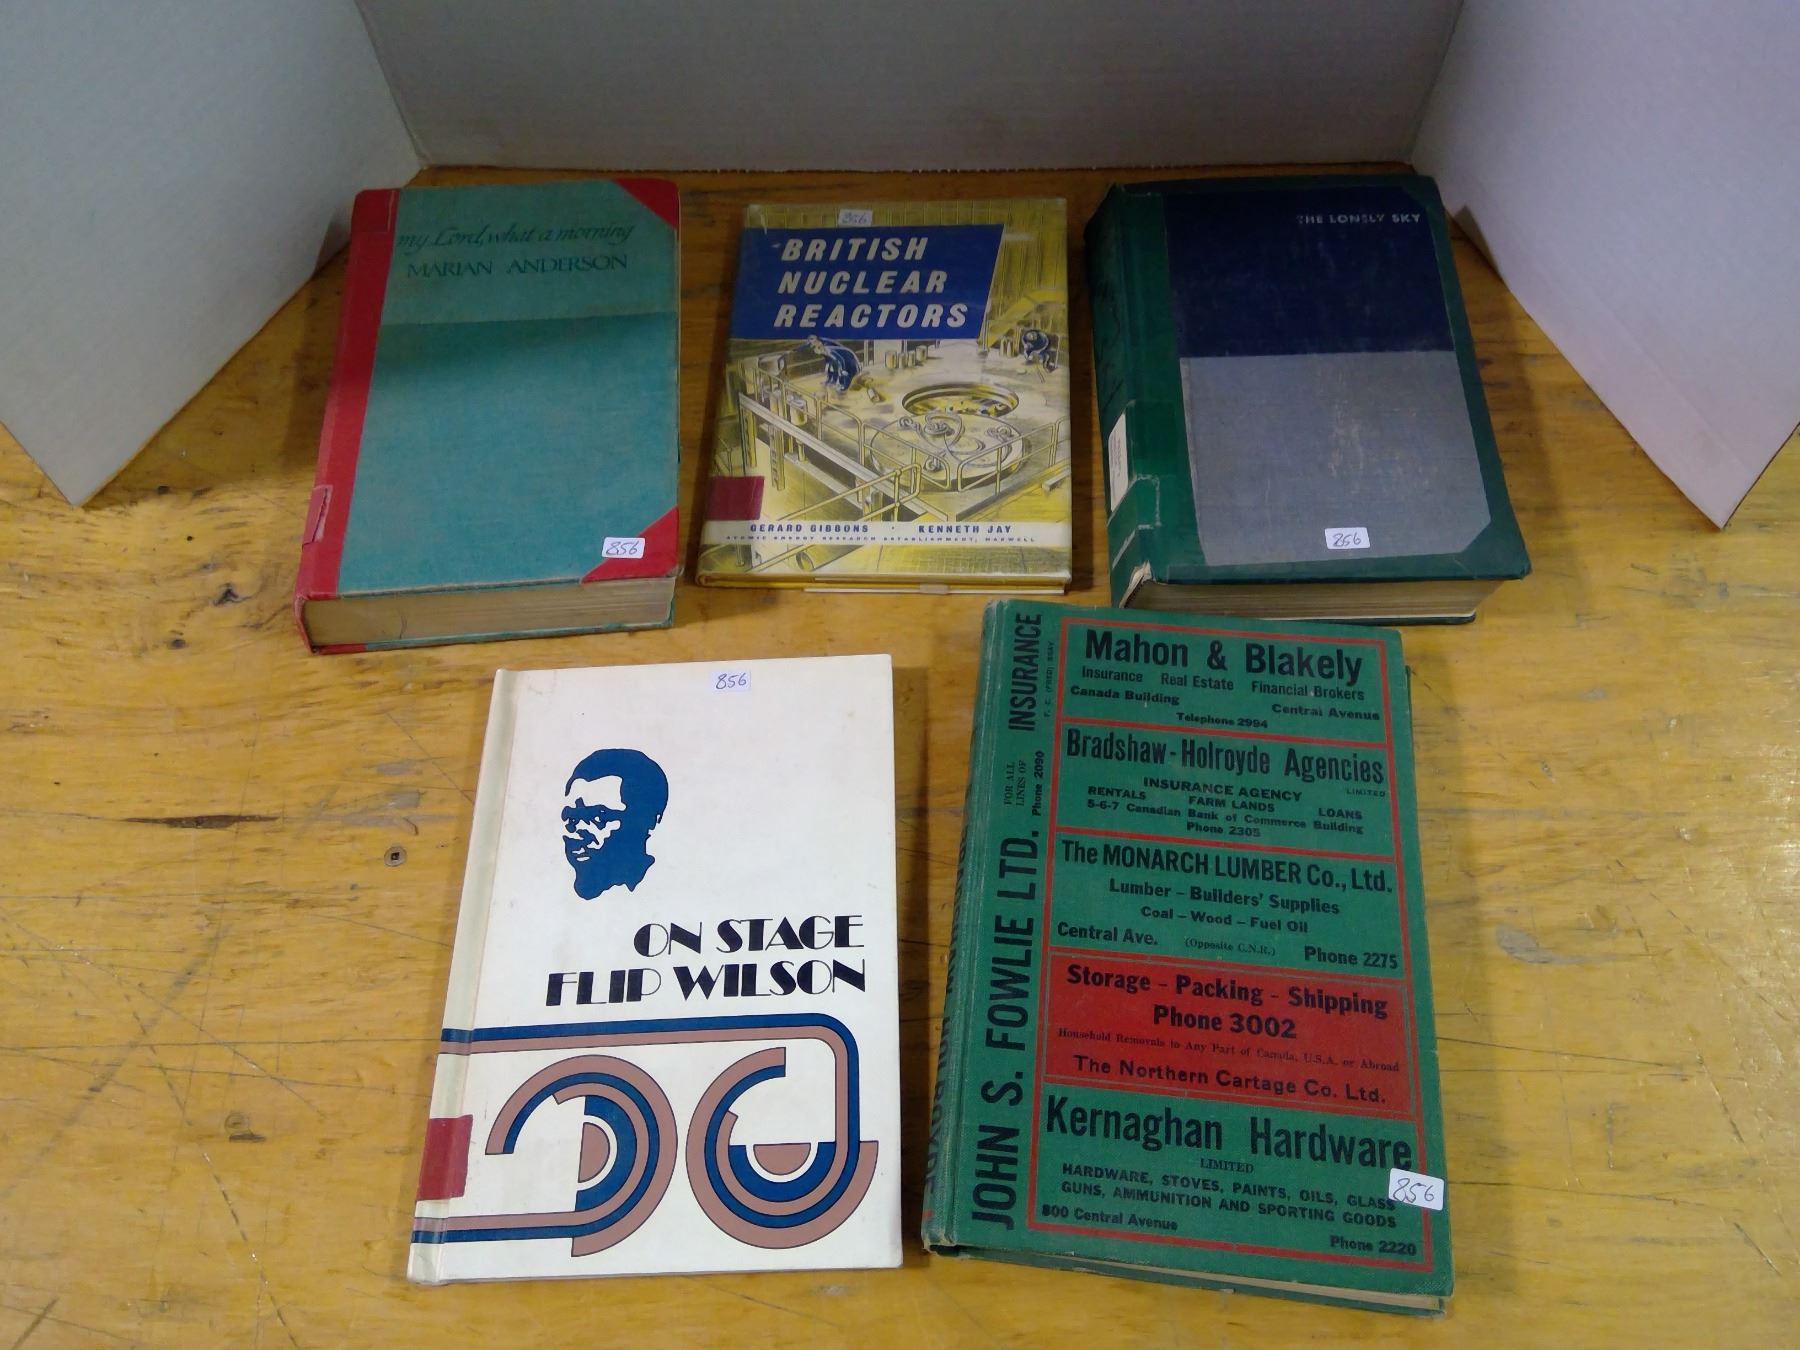 my Lord, what a morning
MARIAN ANDERSON
856
856
BRITISH
NUCLEAR
REACTORS
GERARD GIBBONS · KENNETH JAY
ATOMIC ENERGY RESEARCH ESTABLISHMENT, HARWELL
THE LONELY SKY
856
856
ON STAGE
FLIP WILSON
JOHN S. FOWLIE LTD.
FOR ALL
LINES OF
INSURANCE
Phone 2090
Mahon & Blakely
Insurance Real Estate Financial Brokers
Canada Building Central Avenue
Telephone 2994
Bradshaw-Holroyde Agencies
LIMITED
INSURANCE AGENCY
RENTALS FARM LANDS LOANS
5-6-7 Canadian Bank of Commerce Building
Phone 2305
The MONARCH LUMBER Co., Ltd.
Lumber – Builders' Supplies
Coal – Wood – Fuel Oil
Central Ave. (Opposite C.N.R.) Phone 2275
Storage - Packing - Shipping
Phone 3002
Household Removals to Any Part of Canada, U.S.A. or Abroad
The Northern Cartage Co. Ltd.
Kernaghan Hardware
LIMITED
HARDWARE, STOVES, PAINTS, OILS, GLASS
GUNS, AMMUNITION AND SPORTING GOODS
800 Central Avenue
Phone 2220
856